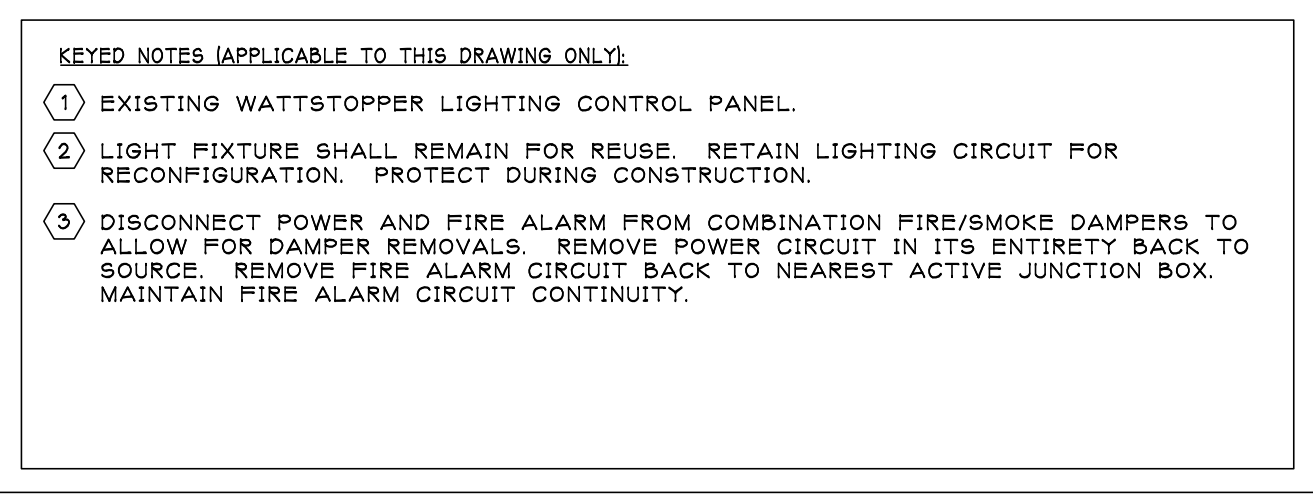 KEYED NOTES (APPLICABLE TO THIS DRAWING ONLY):
1 EXISTING WATTSTOPPER LIGHTING CONTROL PANEL.
2 LIGHT FIXTURE SHALL REMAIN FOR REUSE. RETAIN LIGHTING CIRCUIT FOR
RECONFIGURATION. PROTECT DURING CONSTRUCTION.
3 DISCONNECT POWER AND FIRE ALARM FROM COMBINATION FIRE/SMOKE DAMPERS TO
ALLOW FOR DAMPER REMOVALS. REMOVE POWER CIRCUIT IN ITS ENTIRETY BACK TO
SOURCE. REMOVE FIRE ALARM CIRCUIT BACK TO NEAREST ACTIVE JUNCTION BOX.
MAINTAIN FIRE ALARM CIRCUIT CONTINUITY.